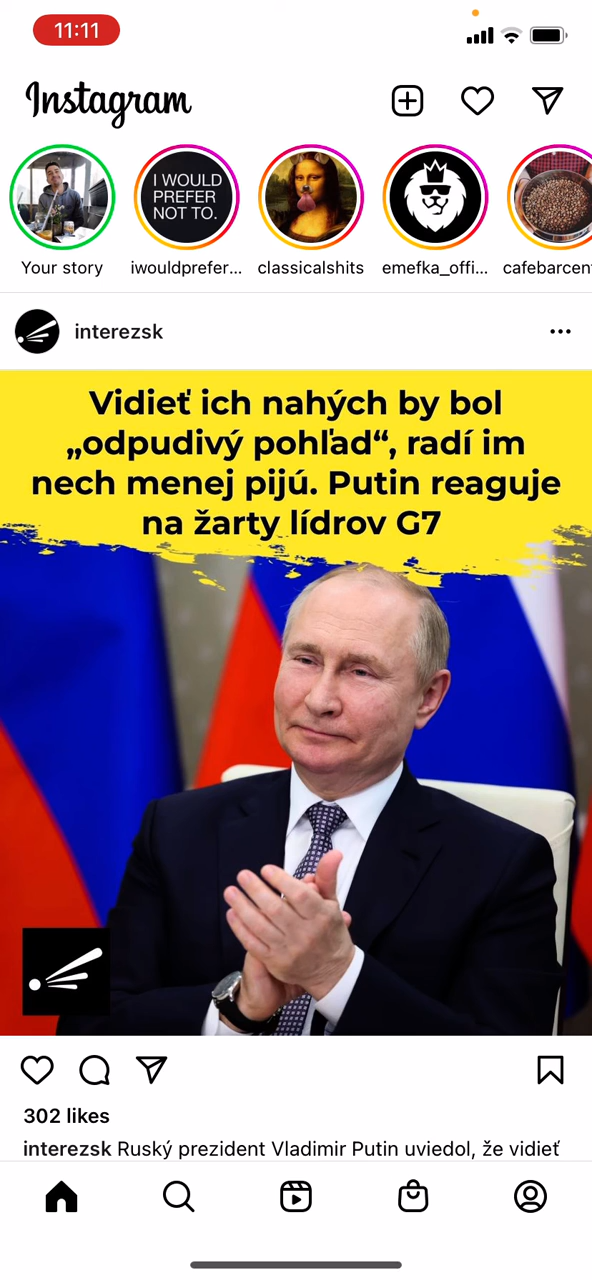 11:11
Instagram
I WOULD
PREFER
NOT TO.
Your story
iwouldprefer...
classicalshits
emefka_offi...
cafebarcen
interezsk
Vidieť ich nahých by bol
„odpudivý pohľad“, radí im
nech menej pijú. Putin reaguje
na žarty lídrov G7
302 likes
interezsk Ruský prezident Vladimir Putin uviedol, že vidieť